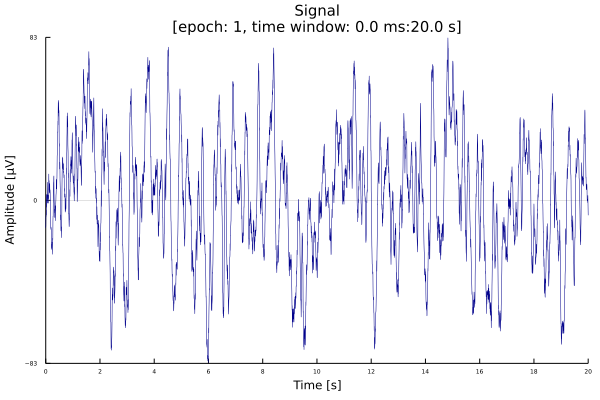 Signal
[epoch: 1, time window: 0.0 ms:20.0 s]
83
0
−83
Amplitude [μV]
0 2 4 6 8 10 12 14 16 18 20
Time [s]